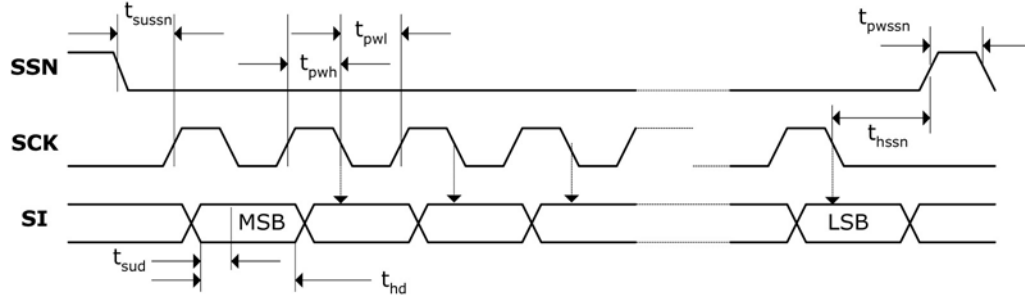 tsussn
tpwl
tpwssn
tpwh
SSN
SCK
thssn
SI
MSB
LSB
tsud
thd